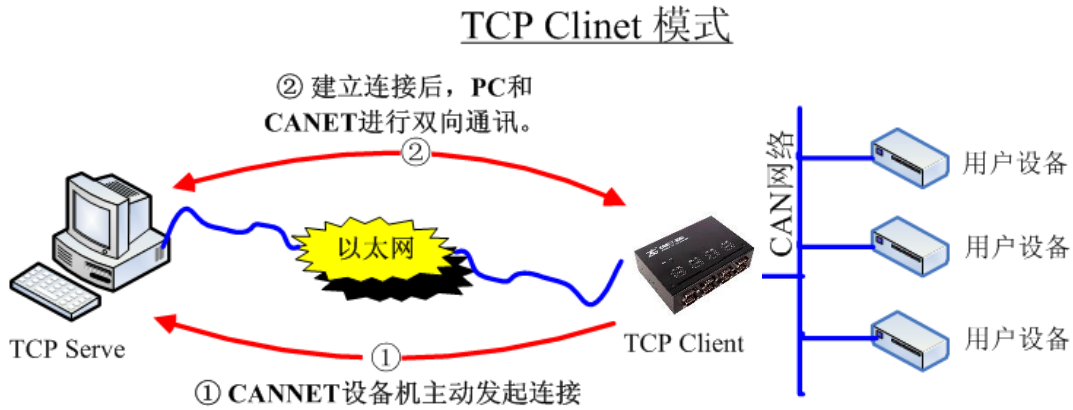 TCP Clinet 模式
② 建立连接后，PC和
CANET进行双向通讯。
②
以太网
CAN网络
用户设备
用户设备
用户设备
TCP Serve
TCP Client
①
① CANNET设备机主动发起连接